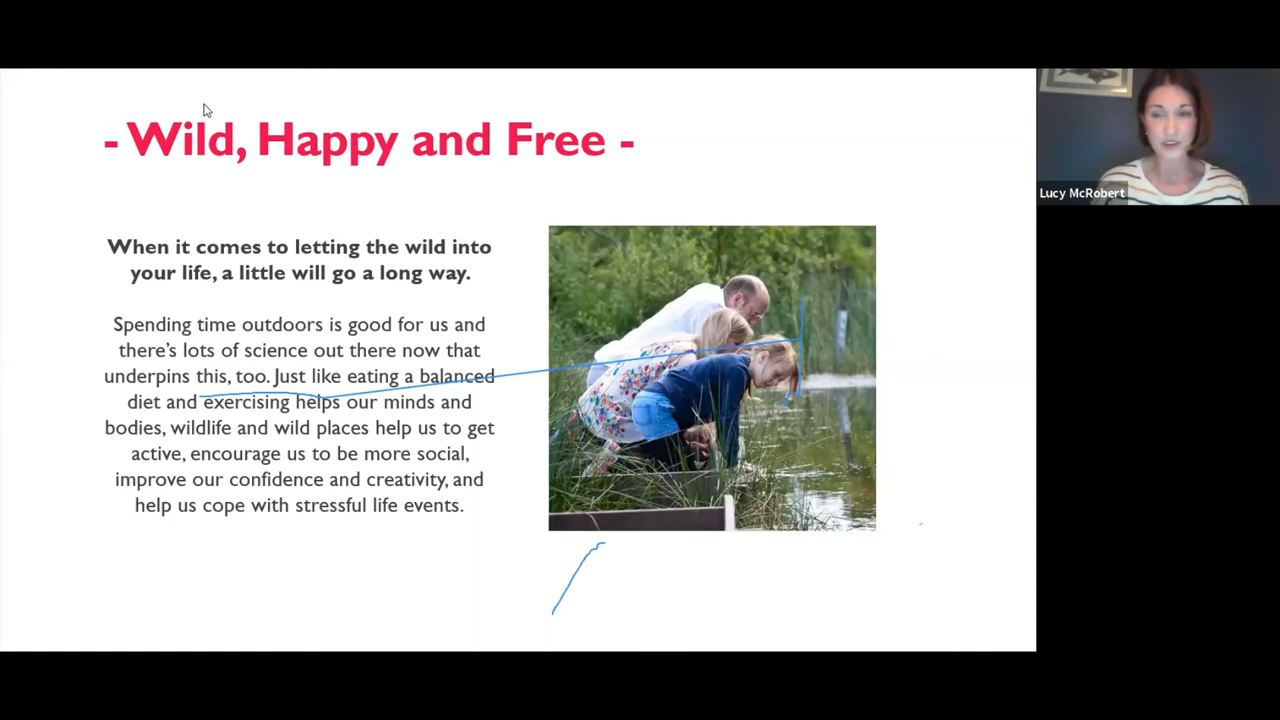 - Wild, Happy and Free -
When it comes to letting the wild into
your life, a little will go a long way.
Spending time outdoors is good for us and
there's lots of science out there now that
underpins this, too. Just like eating a balanced
diet and exercising helps our minds and
bodies, wildlife and wild places help us to get
active, encourage us to be more social,
improve our confidence and creativity, and
help us cope with stressful life events.
Lucy McRobert